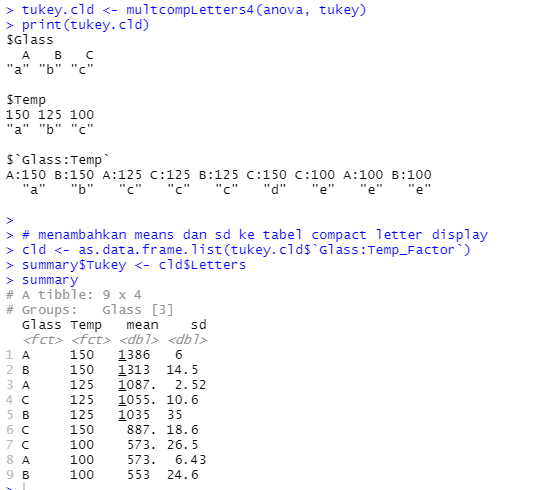 > tukey.cld <- multcompLetters4(anova, tukey)
> print(tukey.cld)
$Glass
  A   B   C
"a" "b" "c"

$Temp
150 125 100
"a" "b" "c"

$`Glass:Temp`
A:150 B:150 A:125 C:125 B:125 C:150 C:100 A:100 B:100
  "a"   "b"   "c"   "c"   "c"   "d"   "e"   "e"   "e"

>
> # menambahkan means dan sd ke tabel compact letter display
> cld <- as.data.frame.list(tukey.cld$`Glass:Temp_Factor`)
> summary$Tukey <- cld$Letters
> summary
# A tibble: 9 x 4
# Groups:   Glass [3]
  Glass Temp   mean    sd
  <fct> <fct> <dbl> <dbl>
1 A     150   1386   6
2 B     150   1313  14.5
3 A     125   1087.  2.52
4 C     125   1055. 10.6
5 B     125   1035  35
6 C     150    887. 18.6
7 C     100    573. 26.5
8 A     100    573.  6.43
9 B     100    553  24.6
>